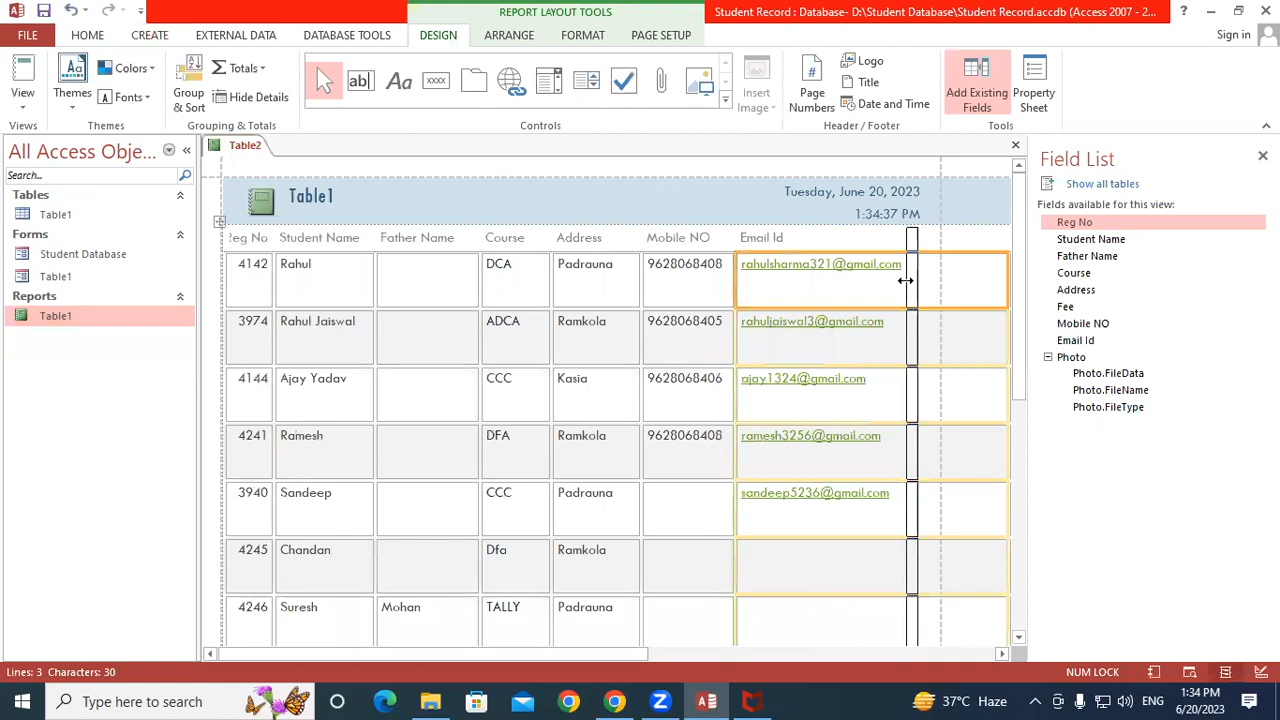 REPORT LAYOUT TOOLS
Student Record : Database- D:\Student Database\Student Record.accdb (Access 2007 - 2...
FILE HOME CREATE EXTERNAL DATA DATABASE TOOLS DESIGN ARRANGE FORMAT PAGE SETUP Sign in
View
Views
Themes
Colors
Fonts
Themes
Group & Sort
Σ Totals
Hide Details
Grouping & Totals
ab|
Aa
xxxx
Insert Image
Controls
Page Numbers
Logo
Title
Date and Time
Header / Footer
Add Existing Fields
Property Sheet
Tools
All Access Obje...
Search...
Tables
Table1
Forms
Student Database
Table1
Reports
Table1
Table2
Table1
Tuesday, June 20, 2023
1:34:37 PM
Reg No Student Name Father Name Course Address Mobile NO Email Id
4142 Rahul DCA Padrauna 9628068408 rahulsharma321@gmail.com
3974 Rahul Jaiswal ADCA Ramkola 9628068405 rahuljaiswal3@gmail.com
4144 Ajay Yadav CCC Kasia 9628068406 ajay1324@gmail.com
4241 Ramesh DFA Ramkola 9628068408 ramesh3256@gmail.com
3940 Sandeep CCC Padrauna sandeep5236@gmail.com
4245 Chandan Dfa Ramkola
4246 Suresh Mohan TALLY Padrauna
Field List
Show all tables
Fields available for this view:
Reg No
Student Name
Father Name
Course
Address
Fee
Mobile NO
Email Id
Photo
Photo.FileData
Photo.FileName
Photo.FileType
Lines: 3 Characters: 30
NUM LOCK
Type here to search
37°C Haze
ENG
1:34 PM
6/20/2023